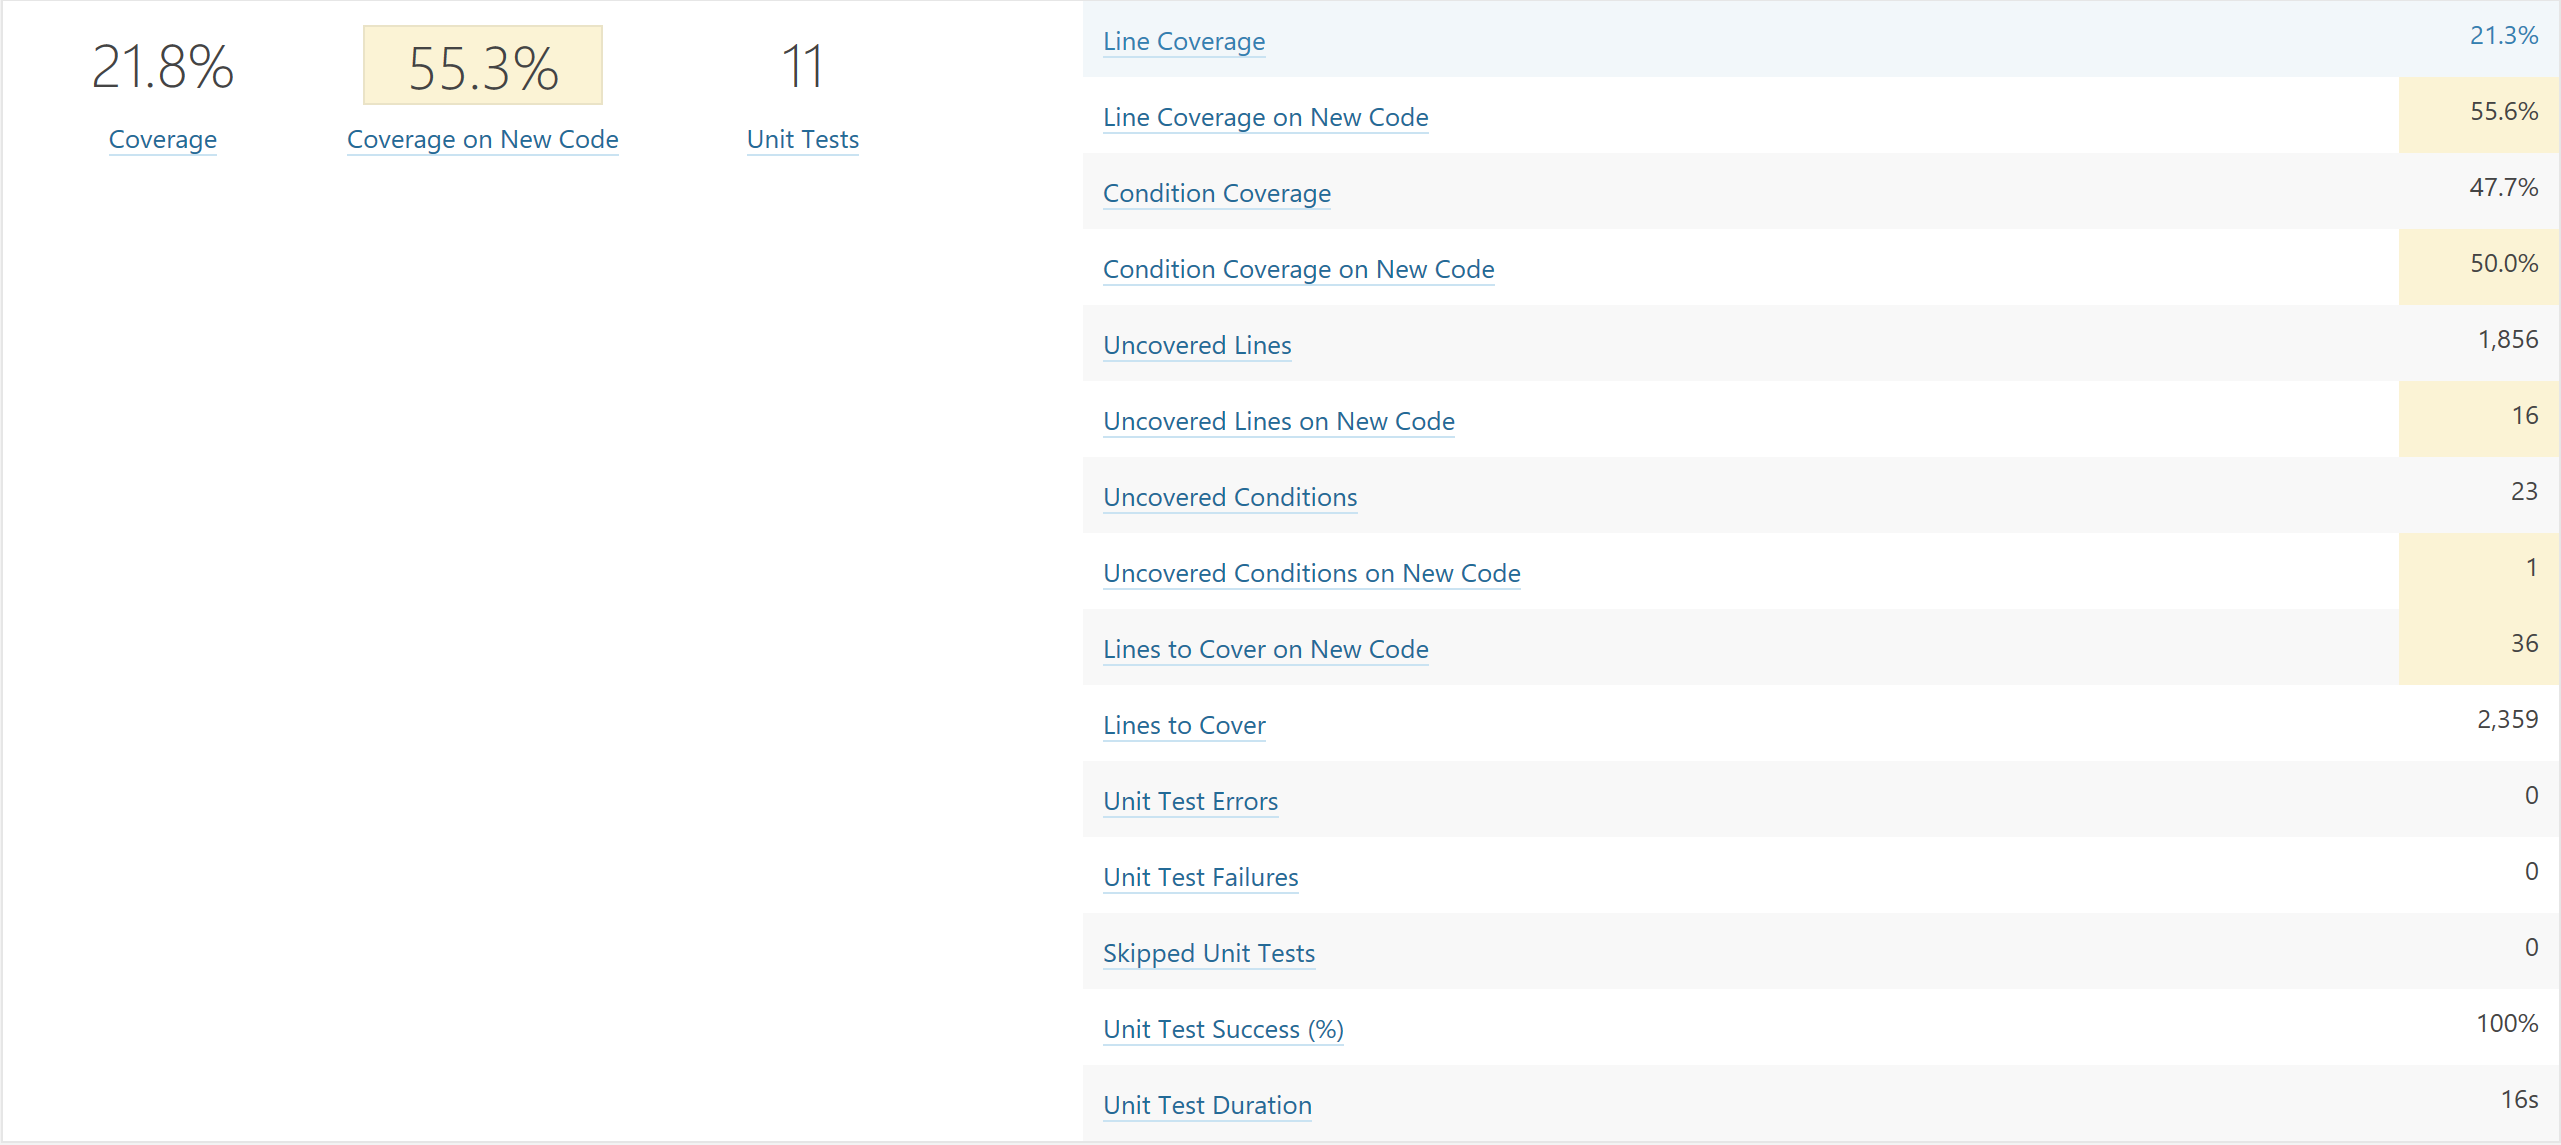 21.8% 55.3% 11
Coverage Coverage on New Code Unit Tests
Line Coverage 21.3%
Line Coverage on New Code 55.6%
Condition Coverage 47.7%
Condition Coverage on New Code 50.0%
Uncovered Lines 1,856
Uncovered Lines on New Code 16
Uncovered Conditions 23
Uncovered Conditions on New Code 1
Lines to Cover on New Code 36
Lines to Cover 2,359
Unit Test Errors 0
Unit Test Failures 0
Skipped Unit Tests 0
Unit Test Success (%) 100%
Unit Test Duration 16s